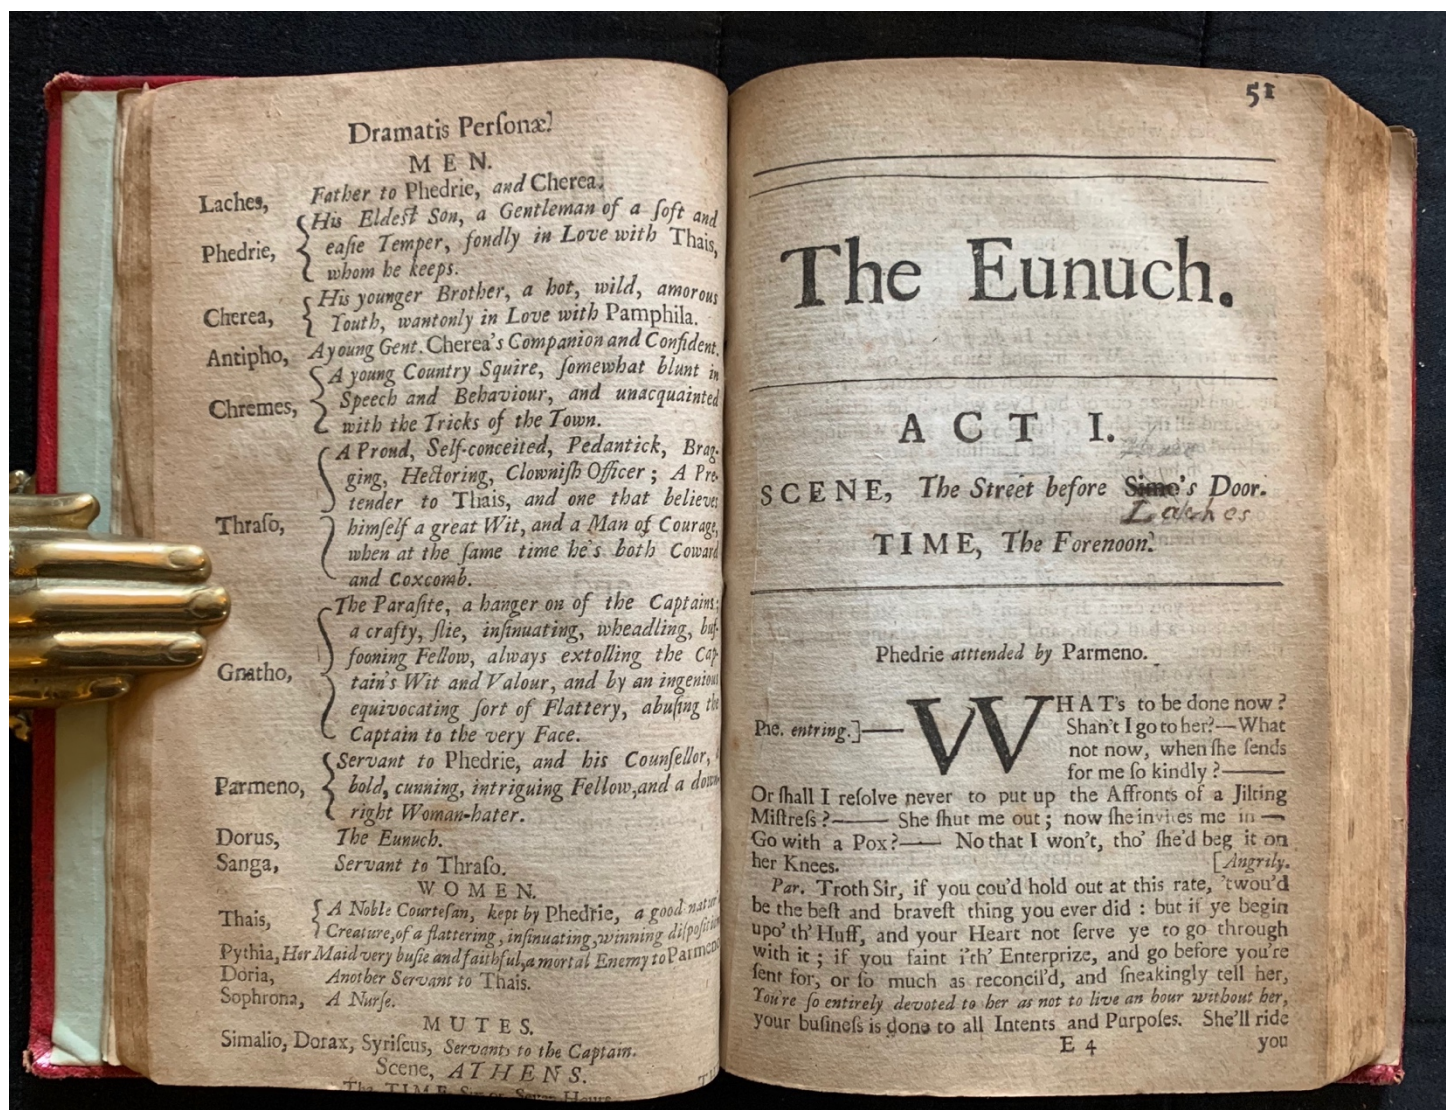 Dramatis Perſonæ.
MEN.
Laches, Father to Phedrie, and Cherea.
Phedrie, His Eldeſt Son, a Gentleman of a ſoft and
eaſie Temper, fondly in Love with Thais,
whom he keeps.
Cherea, His younger Brother, a hot, wild, amorous
Youth, wantonly in Love with Pamphila.
Antipho, A young Gent. Cherea's Companion and Confident.
Chremes, A young Country Squire, ſomewhat blunt in
Speech and Behaviour, and unacquainted
with the Tricks of the Town.
Thraſo, A Proud, Self-conceited, Pedantick, Brag-
ging, Hectoring, Clowniſh Officer; A Pre-
tender to Thais, and one that believes
himſelf a great Wit, and a Man of Courage,
when at the ſame time he's both Coward
and Coxcomb.
Gnatho, The Paraſite, a hanger on of the Captains;
a crafty, ſlie, inſinuating, wheadling, buf-
fooning Fellow, always extolling the Cap-
tain's Wit and Valour, and by an ingenious
equivocating ſort of Flattery, abuſing the
Captain to the very Face.
Parmeno, Servant to Phedrie, and his Counſellor, a
bold, cunning, intriguing Fellow, and a down-
right Woman-hater.
Dorus, The Eunuch.
Sanga, Servant to Thraſo.
WOMEN.
Thais, A Noble Courteſan, kept by Phedrie, a good natur'd
Creature, of a flattering, inſinuating, winning diſpoſition
Pythia, Her Maid very buſie and faithful, a mortal Enemy to Parmeno
Doria, Another Servant to Thais.
Sophrona, A Nurſe.
MUTES.
Simalio, Dorax, Syriſcus, Servants to the Captain.
Scene, ATHENS.
The TIME Six or Seven Hours.
51
The Eunuch.
ACT I.
SCENE, The Street before Simo's Door.
Laches
TIME, The Forenoon.
Phedrie atttended by Parmeno.
Phe. entring.]— WHAT's to be done now?
Shan't I go to her?—What
not now, when ſhe ſends
for me ſo kindly?—
Or ſhall I reſolve never to put up the Affronts of a Jilting
Miſtreſs?— She ſhut me out; now ſhe invites me in —
Go with a Pox?— No that I won't, tho' ſhe'd beg it on
her Knees. [Angrily.
Par. Troth Sir, if you cou'd hold out at this rate, 'twou'd
be the beſt and braveſt thing you ever did: but if ye begin
upo' th' Huff, and your Heart not ſerve ye to go through
with it; if you faint i'th' Enterprize, and go before you're
ſent for, or ſo much as reconcil'd, and ſneakingly tell her,
You're ſo entirely devoted to her as not to live an hour without her,
your buſineſs is done to all Intents and Purpoſes. She'll ride
E 4 you